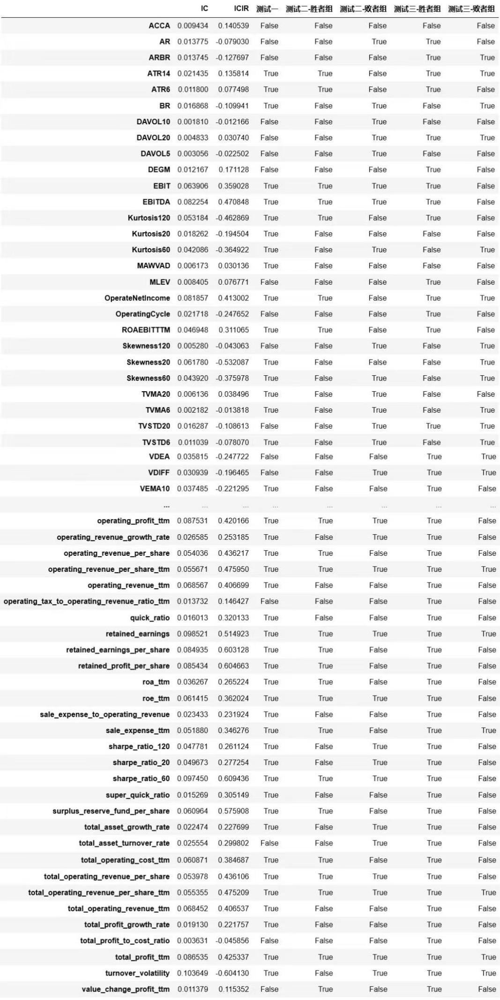 IC ICIR 测试一 测试二-胜者组 测试二-败者组 测试三-胜者组 测试三-败者组
ACCA 0.009434 0.140539 False False False False False
AR 0.013775 -0.079030 False False True True False
ARBR 0.013745 -0.127697 False False False True True
ATR14 0.021435 0.135814 True True False True True
ATR6 0.011800 0.077498 True True False True False
BR 0.016868 -0.109941 True False True False True
DAVOL10 0.001810 -0.012166 False False True False False
DAVOL20 0.004833 0.030740 False False True True True
DAVOL5 0.003056 -0.022502 False False True False False
DEGM 0.012167 0.171128 False False False True False
EBIT 0.063906 0.359028 True True True True False
EBITDA 0.082254 0.470848 True True True True False
Kurtosis120 0.053184 -0.462869 True True False True False
Kurtosis20 0.018262 -0.194504 True False False False False
Kurtosis60 0.042086 -0.364922 True False True False True
MAWVAD 0.006173 0.030136 True False False False False
MLEV 0.008405 0.076771 False False False True False
OperateNetIncome 0.081857 0.413002 True True False True True
OperatingCycle 0.021718 -0.247652 False False False True False
ROAEBITTTM 0.046948 0.311065 True True False True False
Skewness120 0.005280 -0.043063 False False True False True
Skewness20 0.061780 -0.532087 True False False False True
Skewness60 0.043920 -0.375978 True False True False True
TVMA20 0.006136 0.038496 True False True False False
TVMA6 0.002182 -0.013818 True False True False True
TVSTD20 0.016287 -0.108613 False False True True True
TVSTD6 0.011039 -0.078070 True False True False True
VDEA 0.035815 -0.247722 False False False True True
VDIFF 0.030939 -0.196465 False False True True True
VEMA10 0.037485 -0.221295 True False False True False
... ... ... ... ... ... ... ...
operating_profit_ttm 0.087531 0.420166 True True True True False
operating_revenue_growth_rate 0.026585 0.253185 True False True True False
operating_revenue_per_share 0.054036 0.436217 True True False True False
operating_revenue_per_share_ttm 0.055671 0.475950 True True True True True
operating_revenue_ttm 0.068567 0.406699 True False False True False
operating_tax_to_operating_revenue_ratio_ttm 0.013732 0.146427 False False False True False
quick_ratio 0.016013 0.320133 True False False True False
retained_earnings 0.098521 0.514923 True True True True True
retained_earnings_per_share 0.084935 0.603128 True True False True False
retained_profit_per_share 0.085434 0.604663 True True False True False
roa_ttm 0.036267 0.265224 True True False True False
roe_ttm 0.061415 0.362024 True True True True False
sale_expense_to_operating_revenue 0.023433 0.231924 True False False True False
sale_expense_ttm 0.051880 0.346276 True True False True True
sharpe_ratio_120 0.047781 0.261124 True False True True False
sharpe_ratio_20 0.049673 0.277254 True False True True False
sharpe_ratio_60 0.097450 0.609436 True True True True False
super_quick_ratio 0.015269 0.305149 True False False True False
surplus_reserve_fund_per_share 0.060964 0.575908 True True False True False
total_asset_growth_rate 0.022474 0.227699 True False True True False
total_asset_turnover_rate 0.025554 0.299802 False False True True False
total_operating_cost_ttm 0.060871 0.384687 True True False True False
total_operating_revenue_per_share 0.053978 0.436106 True True True True False
total_operating_revenue_per_share_ttm 0.055355 0.475209 True True True True True
total_operating_revenue_ttm 0.068452 0.406537 True False False True False
total_profit_growth_rate 0.019130 0.221757 True False False True False
total_profit_to_cost_ratio 0.003631 -0.045856 False False False True False
total_profit_ttm 0.086535 0.425337 True True True True True
turnover_volatility 0.103649 -0.604130 True False True True True
value_change_profit_ttm 0.011379 0.115352 False True False True False